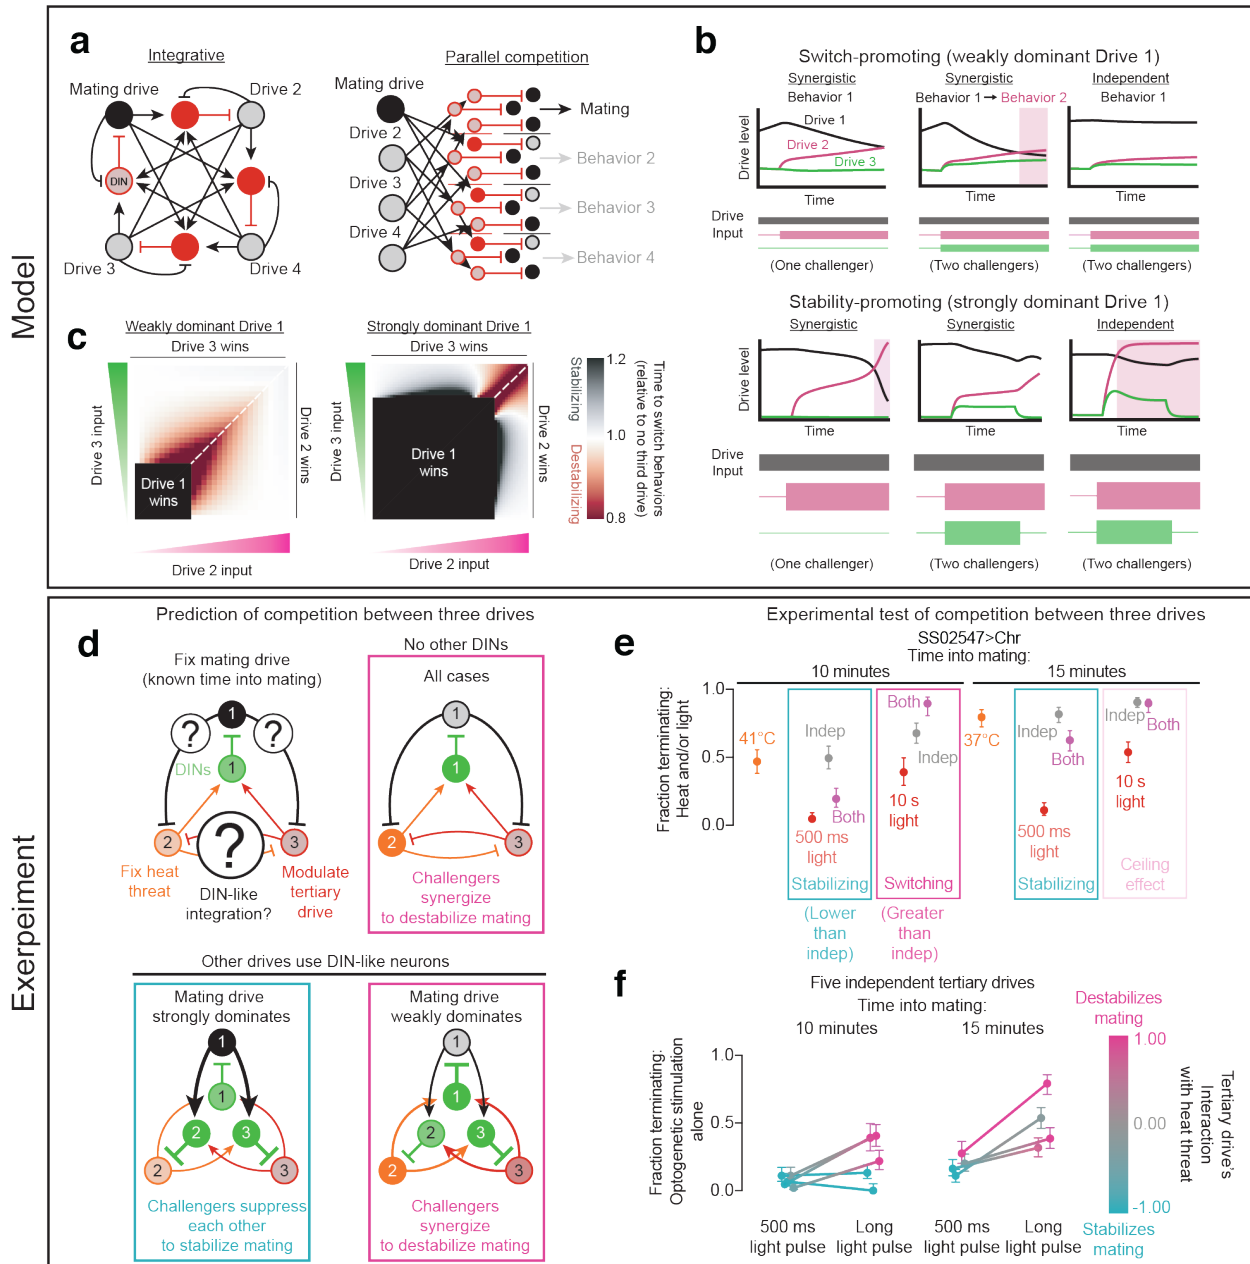 Model
a
Integrative
Mating drive
Drive 2
DIN
Drive 3
Drive 4
Parallel competition
Mating drive
Drive 2
Drive 3
Drive 4
Mating
Behavior 2
Behavior 3
Behavior 4
b
Switch-promoting (weakly dominant Drive 1)
Synergistic
Behavior 1
Synergistic
Behavior 1 → Behavior 2
Independent
Behavior 1
Drive level
Drive 1
Drive 2
Drive 3
Time
Time
Time
Drive
Input
(One challenger)
(Two challengers)
(Two challengers)
Stability-promoting (strongly dominant Drive 1)
Synergistic
Synergistic
Independent
Drive level
Time
Time
Time
Drive
Input
(One challenger)
(Two challengers)
(Two challengers)
c
Weakly dominant Drive 1
Drive 3 wins
Drive 3 input
Drive 1
wins
Drive 2 wins
Drive 2 input
Strongly dominant Drive 1
Drive 3 wins
Drive 3 input
Drive 1
wins
Drive 2 wins
Drive 2 input
Stabilizing
Destabilizing
1.2
1.0
0.8
Time to switch behaviors
(relative to no third drive)
Exerpeiment
Prediction of competition between three drives
d
Fix mating drive
(known time into mating)
1
?
?
DINs
1
2
?
3
Fix heat
threat
DIN-like
integration?
Modulate
tertiary
drive
No other DINs
All cases
1
1
2
3
Challengers
synergize
to destabilize mating
Other drives use DIN-like neurons
Mating drive
strongly dominates
1
1
2
3
2
3
Challengers suppress
each other
to stabilize mating
Mating drive
weakly dominates
1
1
2
3
2
3
Challengers
synergize
to destabilize mating
Experimental test of competition between three drives
e
SS02547>Chr
Time into mating:
10 minutes
15 minutes
Fraction terminating:
Heat and/or light
1.0
0.5
0.0
41°C
Indep
Both
500 ms
light
Stabilizing
(Lower
than
indep)
Both
Indep
10 s
light
Switching
(Greater
than
indep)
37°C
Indep
Both
500 ms
light
Stabilizing
Indep
Both
10 s
light
Ceiling
effect
f
Five independent tertiary drives
Time into mating:
10 minutes
15 minutes
Fraction terminating:
Optogenetic stimulation
alone
1.0
0.5
0.0
500 ms
light pulse
Long
light pulse
500 ms
light pulse
Long
light pulse
Destabilizes
mating
1.00
0.00
-1.00
Stabilizes
mating
Tertiary drive's
Interaction
with heat threat